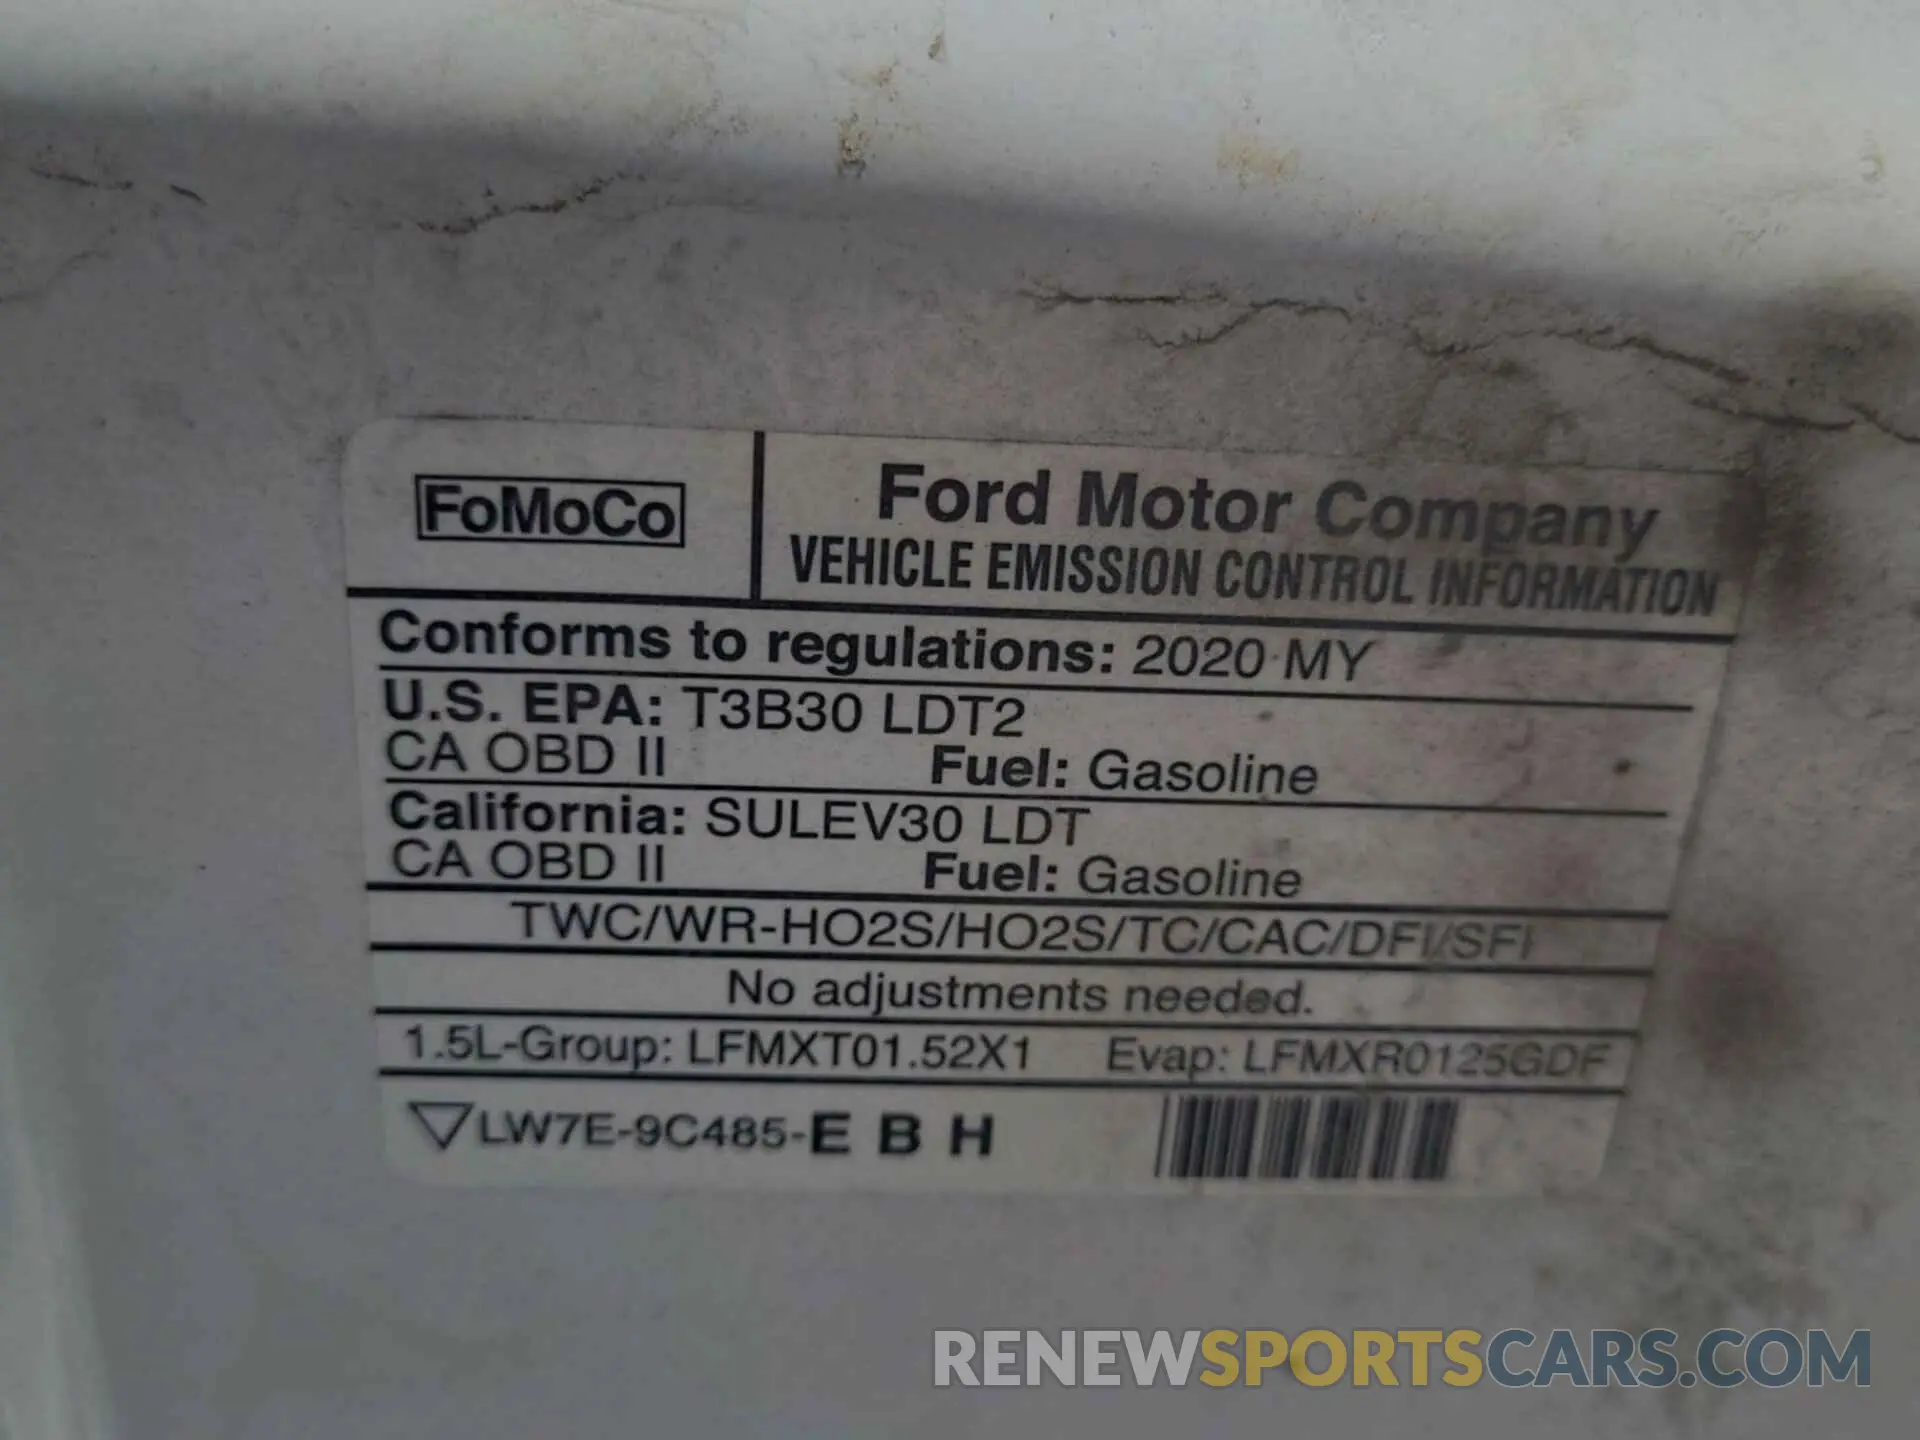 FoMoCo
Ford Motor Company
VEHICLE EMISSION CONTROL INFORMATION
Conforms to regulations: 2020 MY
U.S. EPA: T3B30 LDT2
CA OBD II Fuel: Gasoline
California: SULEV30 LDT
CA OBD II Fuel: Gasoline
TWC/WR-HO2S/HO2S/TC/CAC/DFI/SFI
No adjustments needed.
1.5L-Group: LFMXT01.52X1 Evap: LFMXR0125GDF
LW7E-9C485-E B H
RENEWSPORTSCARS.COM